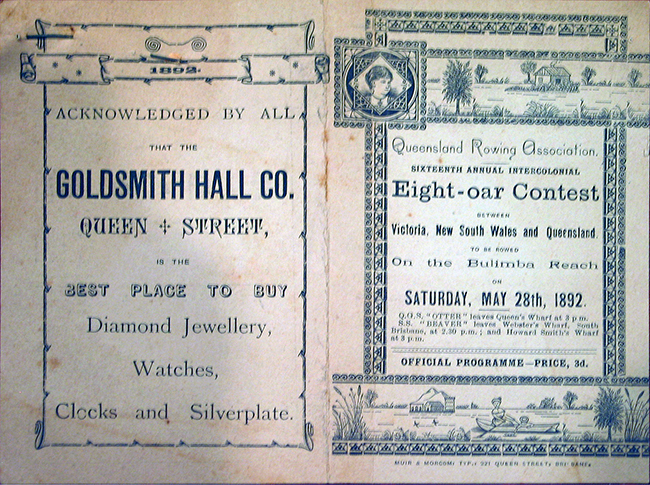 1892.
ACKNOWLEDGED BY ALL
THAT THE
GOLDSMITH HALL CO.
QUEEN STREET,
IS THE
BEST PLACE TO BUY
Diamond Jewellery,
Watches,
Clocks and Silverplate.
Queensland Rowing Association.
SIXTEENTH ANNUAL INTERCOLONIAL
Eight-oar Contest
BETWEEN
Victoria, New South Wales and Queensland.
TO BE ROWED
On the Bulimba Reach
ON
SATURDAY, MAY 28th, 1892.
Q.G.S. "OTTER" leaves Queen's Wharf at 3 p.m.
S.S. "BEAVER" leaves Webster's Wharf, South
Brisbane, at 2.30 p.m.; and Howard Smith's Wharf
at 3 p.m.
OFFICIAL PROGRAMME—PRICE, 3d.
MUIR & MORCOM: TYP.: 221 QUEEN STREET, BRISBANE.